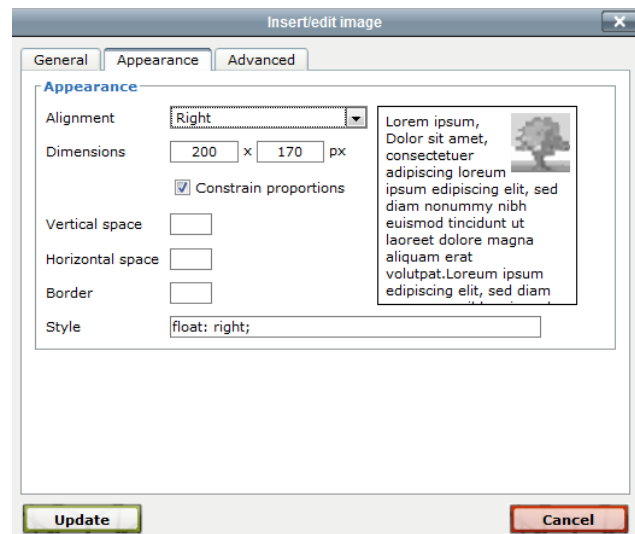 Insert/edit image
General Appearance Advanced
Appearance
Alignment Right
Dimensions 200 x 170 px
Constrain proportions
Vertical space
Horizontal space
Border
Style float: right;
Lorem ipsum,
Dolor sit amet,
consectetuer
adipiscing loreum
ipsum edipiscing elit, sed
diam nonummy nibh
euismod tincidunt ut
laoreet dolore magna
aliquam erat
volutpat.Loreum ipsum
edipiscing elit, sed diam
Update Cancel